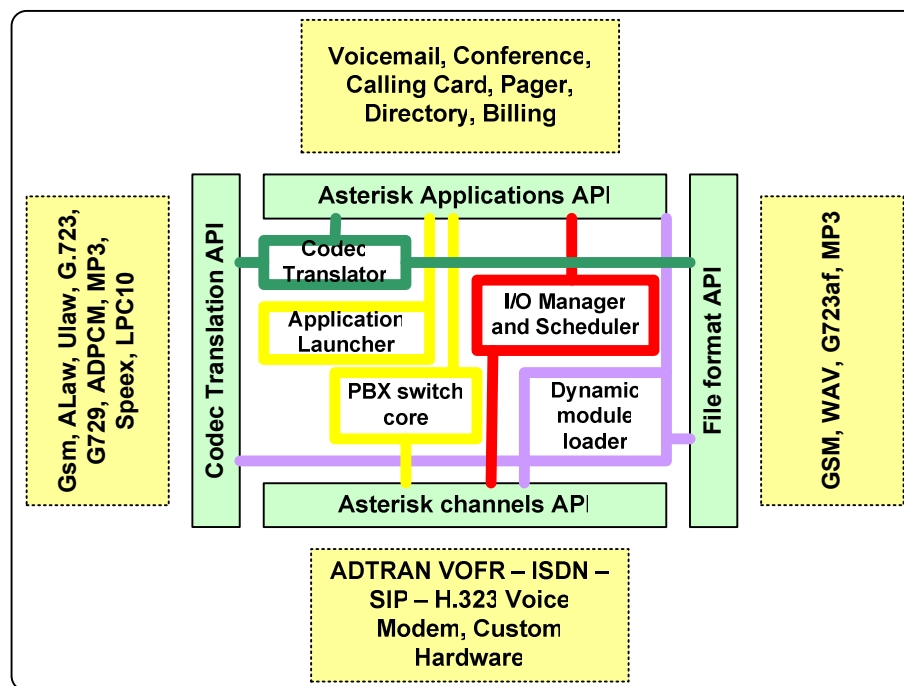 Voicemail, Conference,
Calling Card, Pager,
Directory, Billing
Asterisk Applications API
Gsm, ALaw, Ulaw, G.723,
G729, ADPCM, MP3,
Speex, LPC10
Codec Translation API
Codec
Translator
Application
Launcher
PBX switch
core
I/O Manager
and Scheduler
Dynamic
module
loader
File format API
GSM, WAV, G723af, MP3
Asterisk channels API
ADTRAN VOFR – ISDN –
SIP – H.323 Voice
Modem, Custom
Hardware